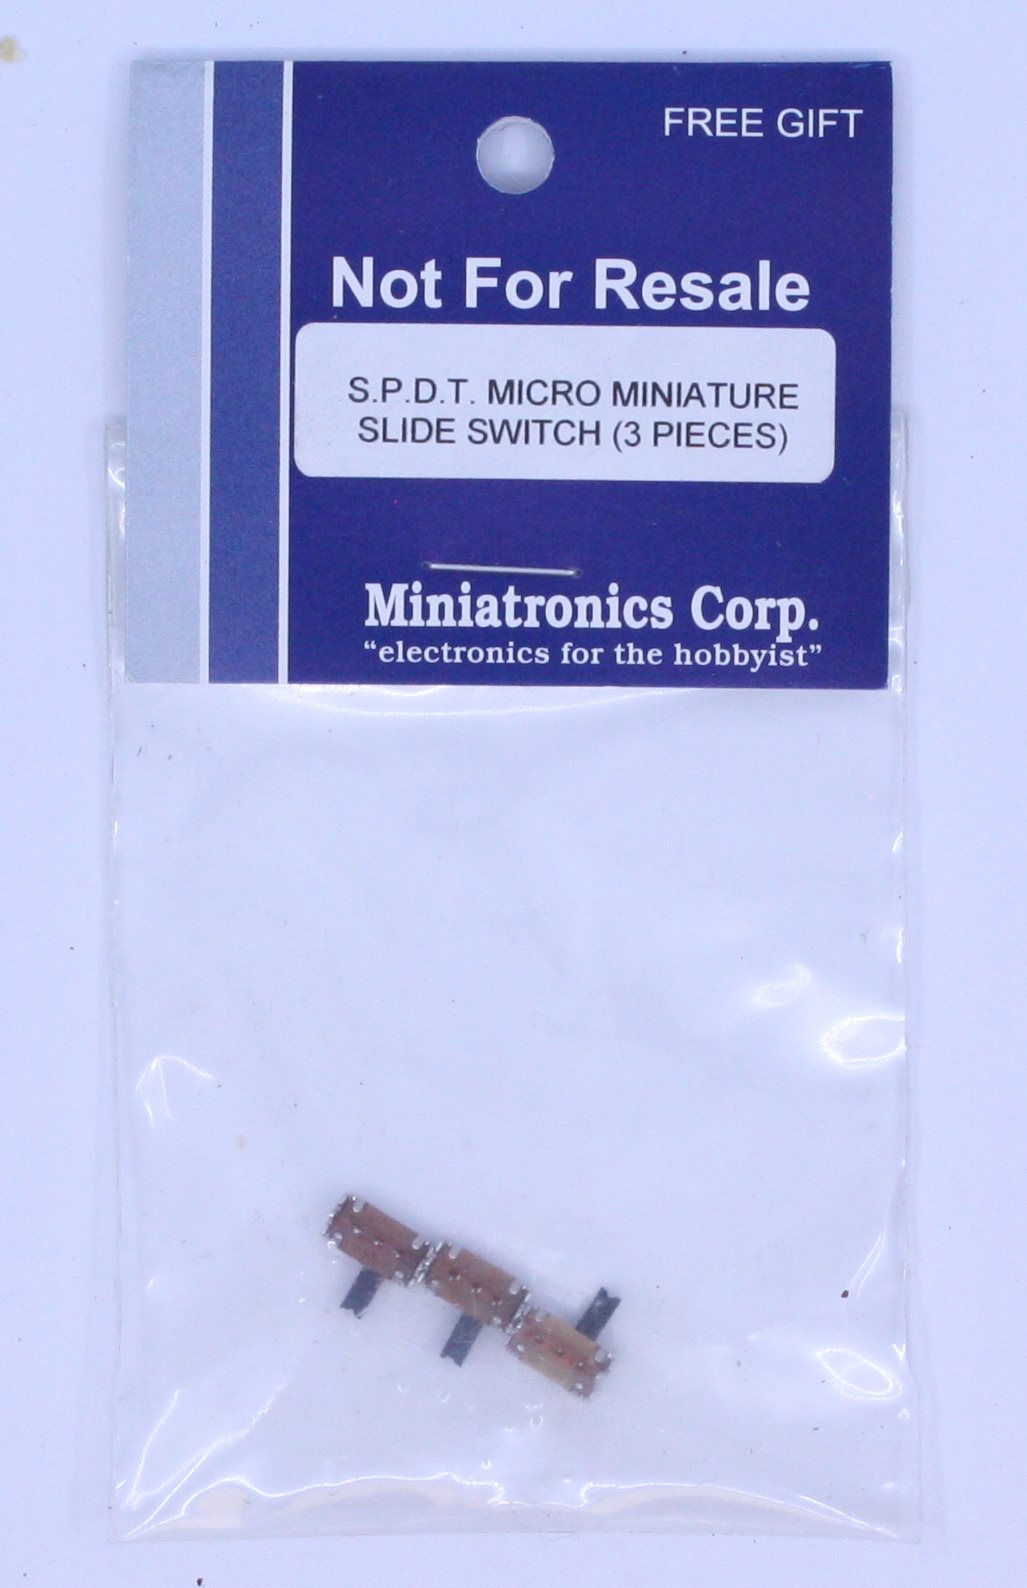 FREE GIFT
Not For Resale
S.P.D.T. MICRO MINIATURE
SLIDE SWITCH (3 PIECES)
Miniatronics Corp.
“electronics for the hobbyist”